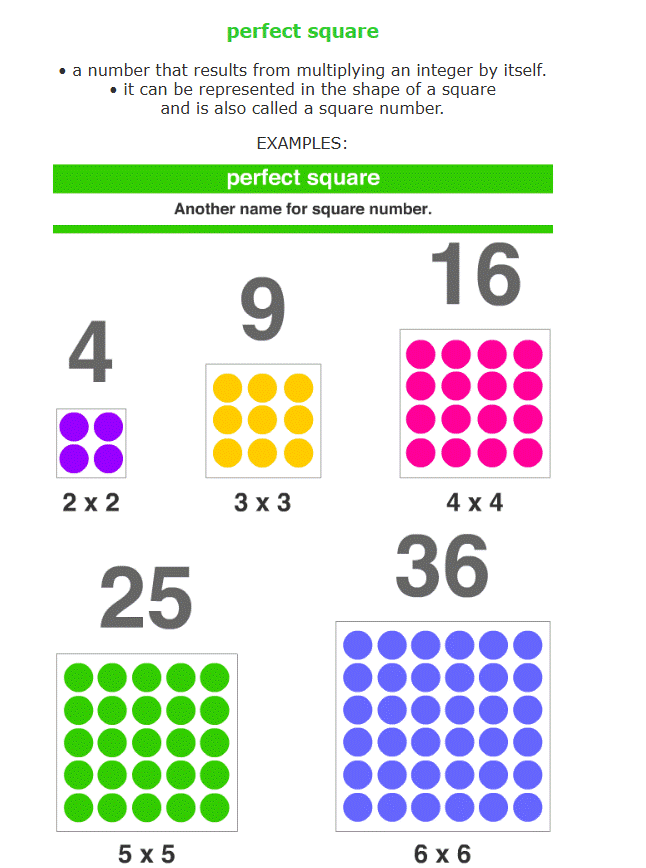 perfect square
• a number that results from multiplying an integer by itself.
• it can be represented in the shape of a square
and is also called a square number.
EXAMPLES:
perfect square
Another name for square number.
4
9
16
2 x 2
3 x 3
4 x 4
25
36
5 x 5
6 x 6